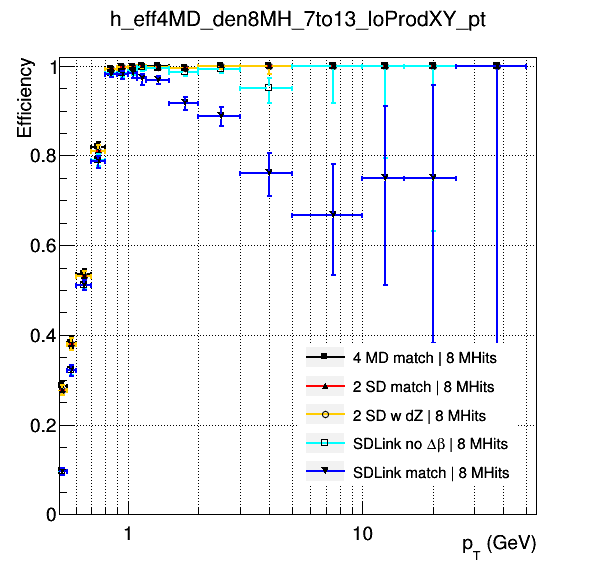 h_eff4MD_den8MH_7to13_loProdXY_pt
Efficiency
1
0.8
0.6
0.4
0.2
0
4 MD match | 8 MHits
2 SD match | 8 MHits
2 SD w dZ | 8 MHits
SDLink no Δβ | 8 MHits
SDLink match | 8 MHits
1
10
p_T (GeV)